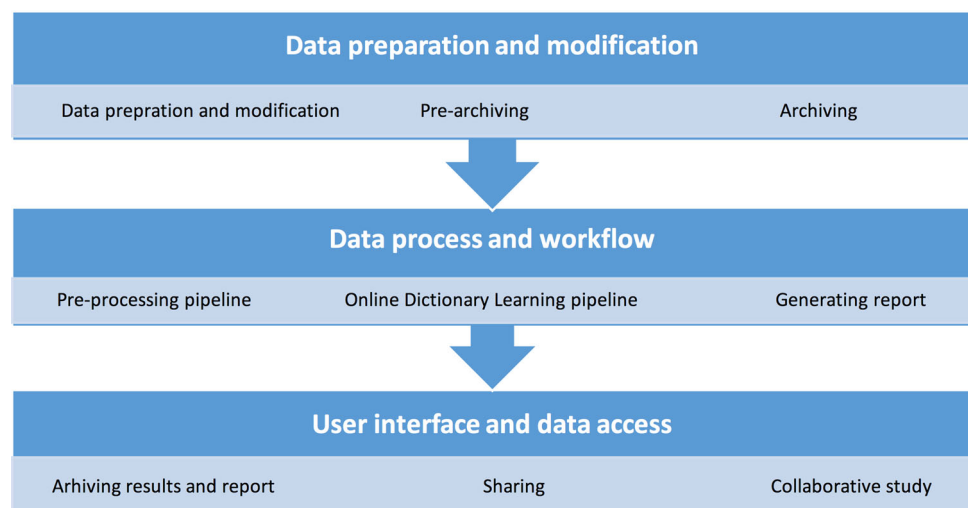 Data preparation and modification
Data prepration and modification Pre-archiving Archiving
Data process and workflow
Pre-processing pipeline Online Dictionary Learning pipeline Generating report
User interface and data access
Arhiving results and report Sharing Collaborative study